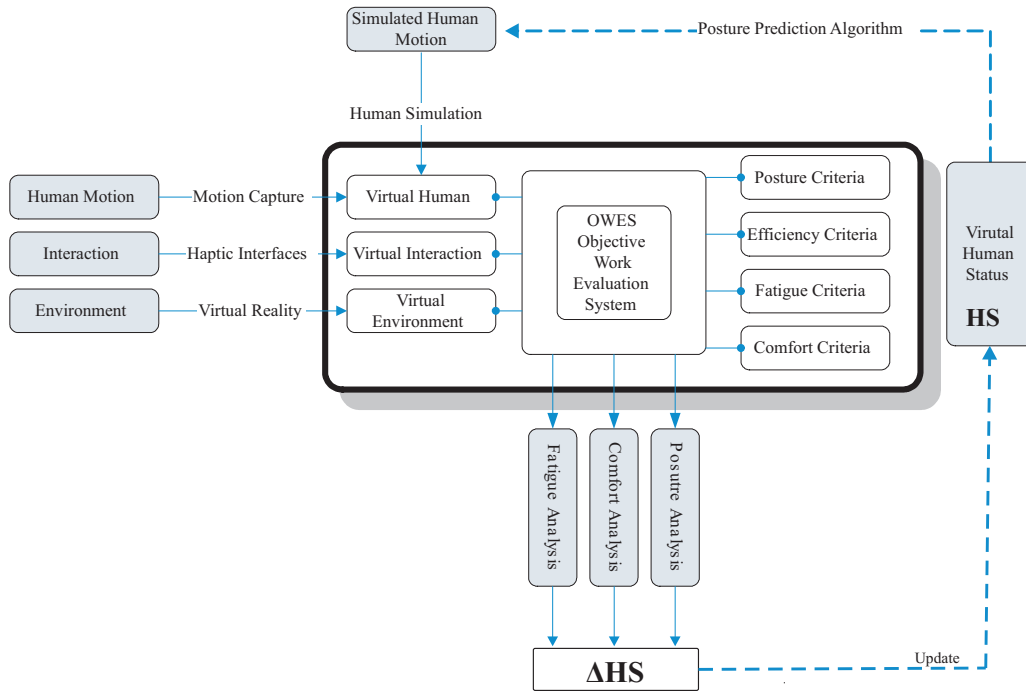 Simulated Human
Motion
Posture Prediction Algorithm
Human Simulation
Human Motion
Motion Capture
Virtual Human
Interaction
Haptic Interfaces
Virtual Interaction
Environment
Virtual Reality
Virtual
Environment
OWES
Objective
Work
Evaluation
System
Posture Criteria
Efficiency Criteria
Fatigue Criteria
Comfort Criteria
Virutal
Human
Status
HS
Fatigue Analysis
Comfort Analysis
Posutre Analysis
ΔHS
Update